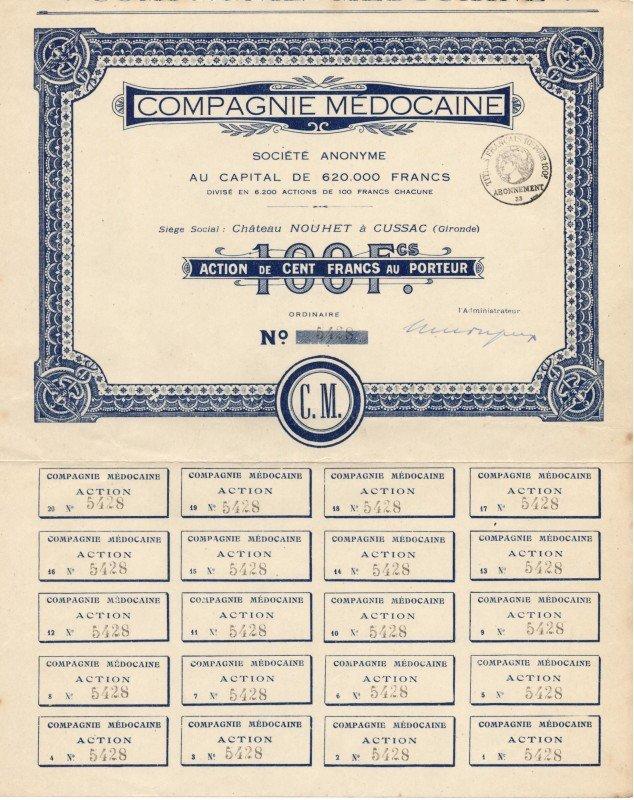 COMPAGNIE MÉDOCAINE
COMPAGNIE MÉDOCAINE
SOCIÉTÉ ANONYME
AU CAPITAL DE 620.000 FRANCS
DIVISÉ EN 6.200 ACTIONS DE 100 FRANCS CHACUNE
ABONNEMENT
Siège Social : Château NOUHET à CUSSAC (Gironde)
100 FCS
ACTION DE CENT FRANCS AU PORTEUR
ORDINAIRE
l'Administrateur
No 5428
C. M.
COMPAGNIE MÉDOCAINE
ACTION
20 No 5428
COMPAGNIE MÉDOCAINE
ACTION
19 No 5428
COMPAGNIE MÉDOCAINE
ACTION
18 No 5428
COMPAGNIE MÉDOCAINE
ACTION
17 No 5428
COMPAGNIE MÉDOCAINE
ACTION
16 No 5428
COMPAGNIE MÉDOCAINE
ACTION
15 No 5428
COMPAGNIE MÉDOCAINE
ACTION
14 No 5428
COMPAGNIE MÉDOCAINE
ACTION
13 No 5428
COMPAGNIE MÉDOCAINE
ACTION
12 No 5428
COMPAGNIE MÉDOCAINE
ACTION
11 No 5428
COMPAGNIE MÉDOCAINE
ACTION
10 No 5428
COMPAGNIE MÉDOCAINE
ACTION
9 No 5428
COMPAGNIE MÉDOCAINE
ACTION
8 No 5428
COMPAGNIE MÉDOCAINE
ACTION
7 No 5428
COMPAGNIE MÉDOCAINE
ACTION
6 No 5428
COMPAGNIE MÉDOCAINE
ACTION
5 No 5428
COMPAGNIE MÉDOCAINE
ACTION
4 No 5428
COMPAGNIE MÉDOCAINE
ACTION
3 No 5428
COMPAGNIE MÉDOCAINE
ACTION
2 No 5428
COMPAGNIE MÉDOCAINE
ACTION
1 No 5428